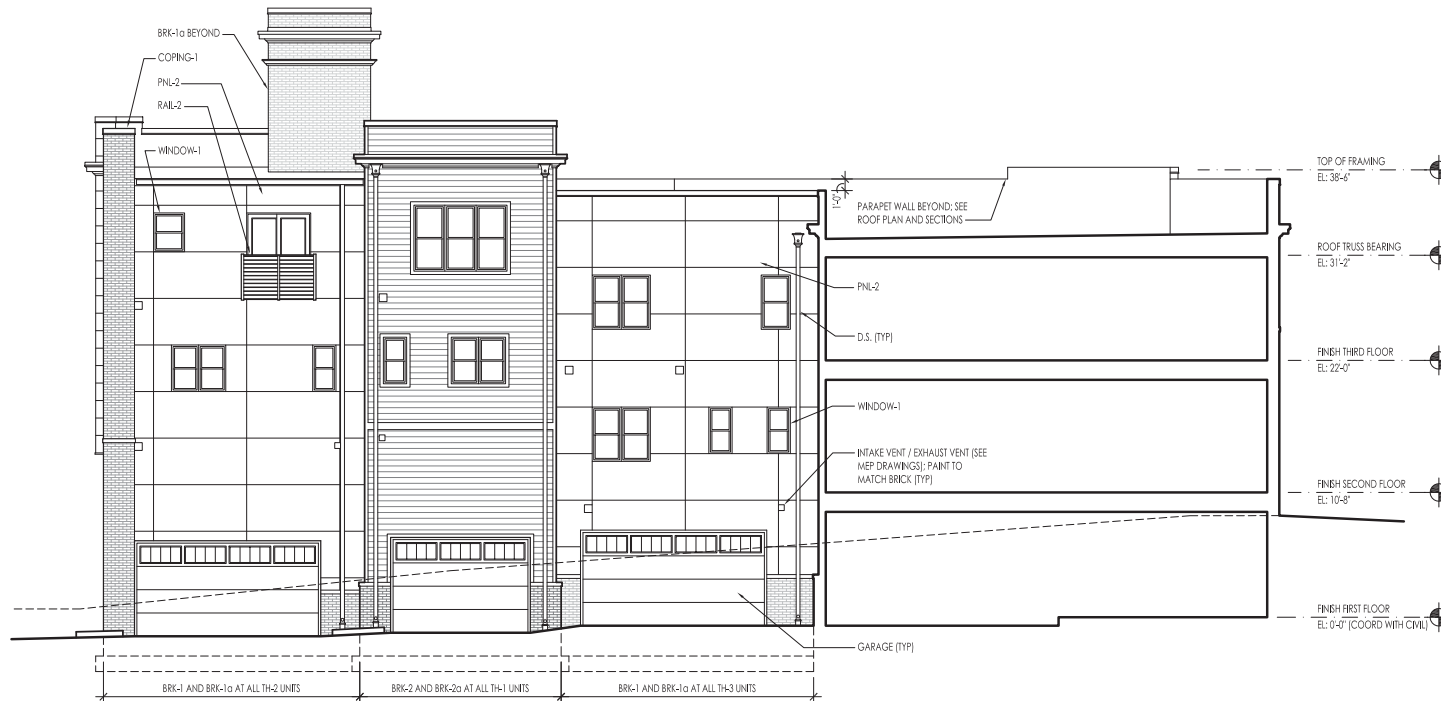 BRK-1a BEYOND
COPING-1
PNL-2
RAIL-2
WINDOW-1
1'-0"
PARAPET WALL BEYOND; SEE
ROOF PLAN AND SECTIONS
PNL-2
D.S. (TYP)
WINDOW-1
INTAKE VENT / EXHAUST VENT (SEE
MEP DRAWINGS); PAINT TO
MATCH BRICK (TYP)
GARAGE (TYP)
TOP OF FRAMING
EL: 38'-6"
ROOF TRUSS BEARING
EL: 31'-2"
FINISH THIRD FLOOR
EL: 22'-0"
FINISH SECOND FLOOR
EL: 10'-8"
FINISH FIRST FLOOR
EL: 0'-0" (COORD WITH CIVIL)
BRK-1 AND BRK-1a AT ALL TH-2 UNITS
BRK-2 AND BRK-2a AT ALL TH-1 UNITS
BRK-1 AND BRK-1a AT ALL TH-3 UNITS